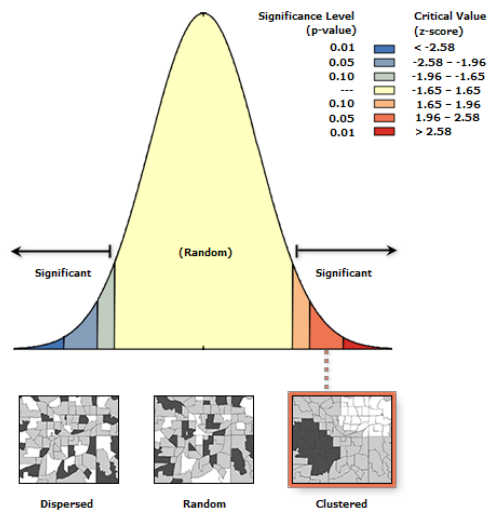 Significance Level Critical Value
(p-value) (z-score)
0.01 < -2.58
0.05 -2.58 – -1.96
0.10 -1.96 – -1.65
--- -1.65 – 1.65
0.10 1.65 – 1.96
0.05 1.96 – 2.58
0.01 > 2.58
(Random)
Significant Significant
Dispersed Random Clustered